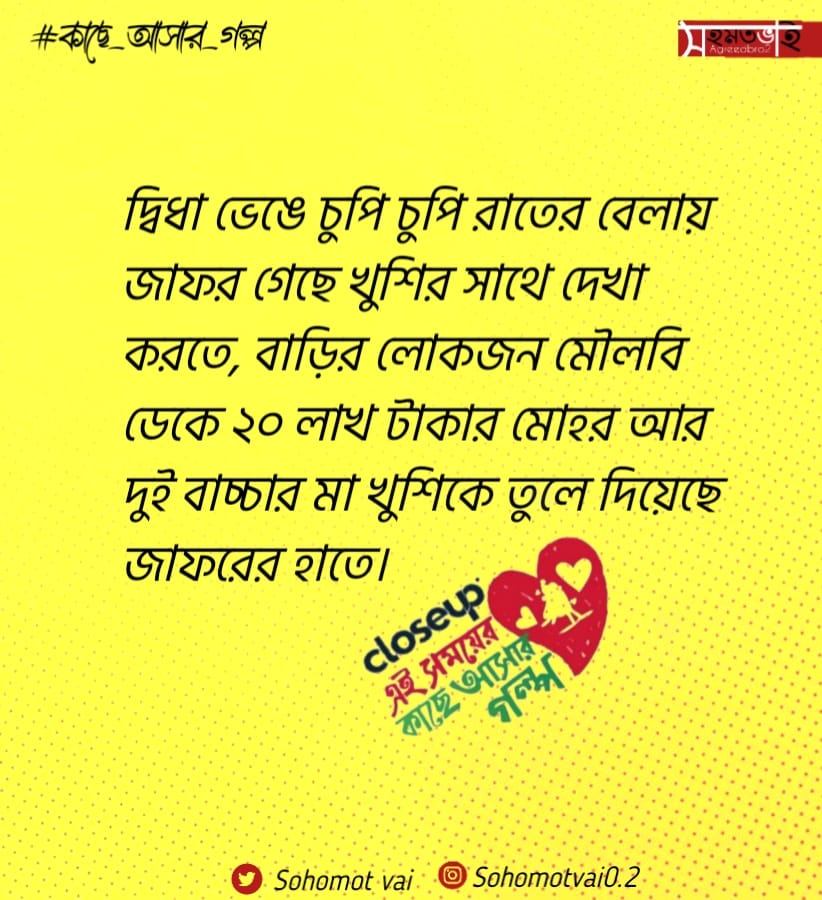 #কাছে_আসার_গল্প
সহমতভাই
Agreeabro2
দ্বিধা ভেঙে চুপি চুপি রাতের বেলায়
জাফর গেছে খুশির সাথে দেখা
করতে, বাড়ির লোকজন মৌলবি
ডেকে ২০ লাখ টাকার মোহর আর
দুই বাচ্চার মা খুশিকে তুলে দিয়েছে
জাফরের হাতে।
closeup
এই সময়ের
কাছে আসার
গল্প
Sohomot vai
Sohomotvai0.2